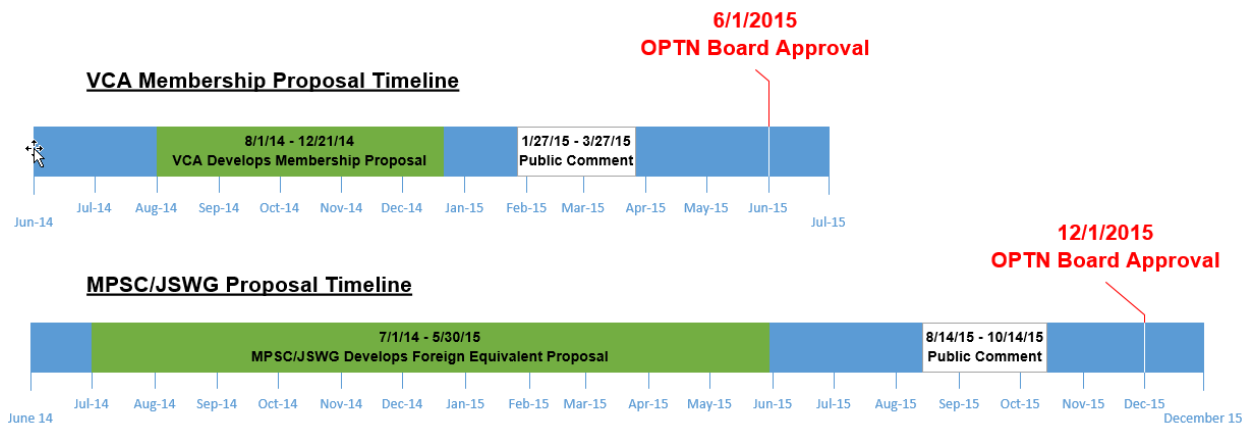 6/1/2015
OPTN Board Approval
VCA Membership Proposal Timeline
8/1/14 - 12/21/14
VCA Develops Membership Proposal
1/27/15 - 3/27/15
Public Comment
Jun-14 Jul-14 Aug-14 Sep-14 Oct-14 Nov-14 Dec-14 Jan-15 Feb-15 Mar-15 Apr-15 May-15 Jun-15 Jul-15
12/1/2015
OPTN Board Approval
MPSC/JSWG Proposal Timeline
7/1/14 - 5/30/15
MPSC/JSWG Develops Foreign Equivalent Proposal
8/14/15 - 10/14/15
Public Comment
June 14 Jul-14 Aug-14 Sep-14 Oct-14 Nov-14 Dec-14 Jan-15 Feb-15 Mar-15 Apr-15 May-15 Jun-15 Jul-15 Aug-15 Sep-15 Oct-15 Nov-15 Dec-15 December 15